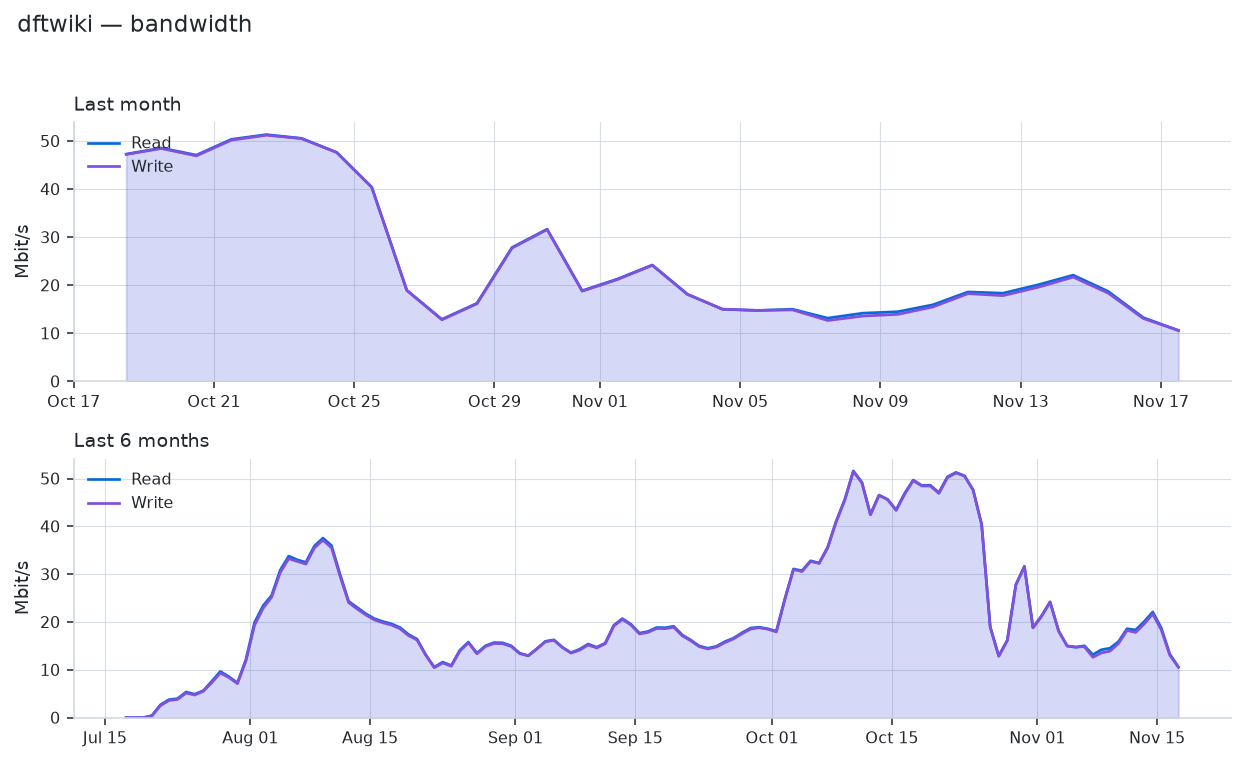 dftwiki — bandwidth
Last month
50
40
30
20
10
0
Mbit/s
Read
Write
Oct 17 Oct 21 Oct 25 Oct 29 Nov 01 Nov 05 Nov 09 Nov 13 Nov 17
Last 6 months
50
40
30
20
10
0
Mbit/s
Read
Write
Jul 15 Aug 01 Aug 15 Sep 01 Sep 15 Oct 01 Oct 15 Nov 01 Nov 15